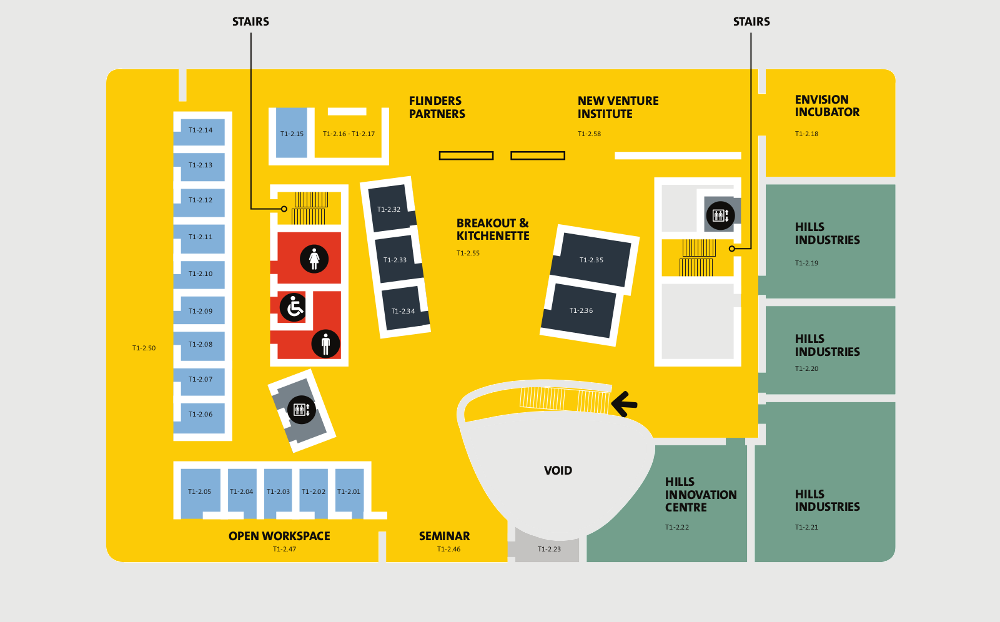 STAIRS
STAIRS
FLINDERS
PARTNERS
NEW VENTURE
INSTITUTE
T1-2.58
ENVISION
INCUBATOR
T1-2.18
T1-2.14
T1-2.15
T1-2.16 - T1-2.17
T1-2.13
T1-2.12
T1-2.11
T1-2.10
T1-2.09
T1-2.08
T1-2.07
T1-2.06
T1-2.50
T1-2.32
T1-2.33
T1-2.34
BREAKOUT &
KITCHENETTE
T1-2.55
T1-2.35
T1-2.36
HILLS
INDUSTRIES
T1-2.19
HILLS
INDUSTRIES
T1-2.20
VOID
HILLS
INNOVATION
CENTRE
T1-2.22
HILLS
INDUSTRIES
T1-2.21
T1-2.05
T1-2.04
T1-2.03
T1-2.02
T1-2.01
OPEN WORKSPACE
T1-2.47
SEMINAR
T1-2.46
T1-2.23